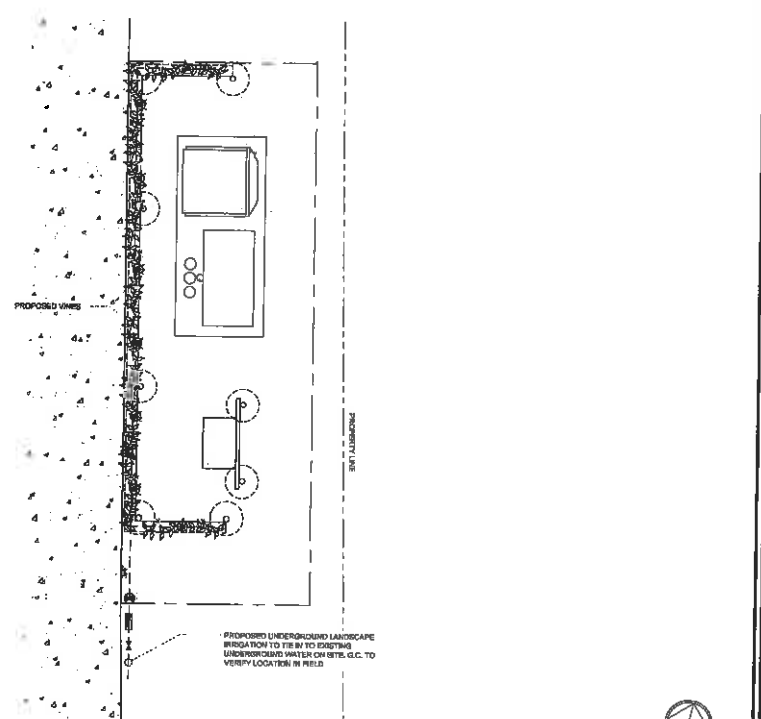 PROPOSED VINES
PROPERTY LINE
PROPOSED UNDERGROUND LANDSCAPE
IRRIGATION TO TIE IN TO EXISTING
UNDERGROUND WATER ON SITE. G.C. TO
VERIFY LOCATION IN FIELD